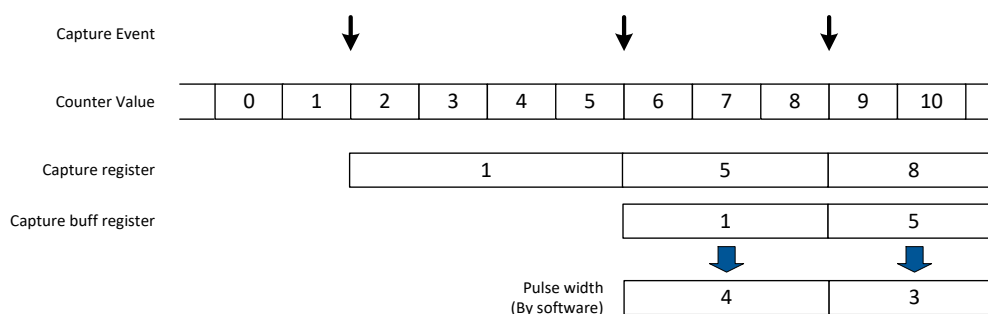 Capture Event
Counter Value 0 1 2 3 4 5 6 7 8 9 10
Capture register 1 5 8
Capture buff register 1 5
Pulse width
(By software) 4 3